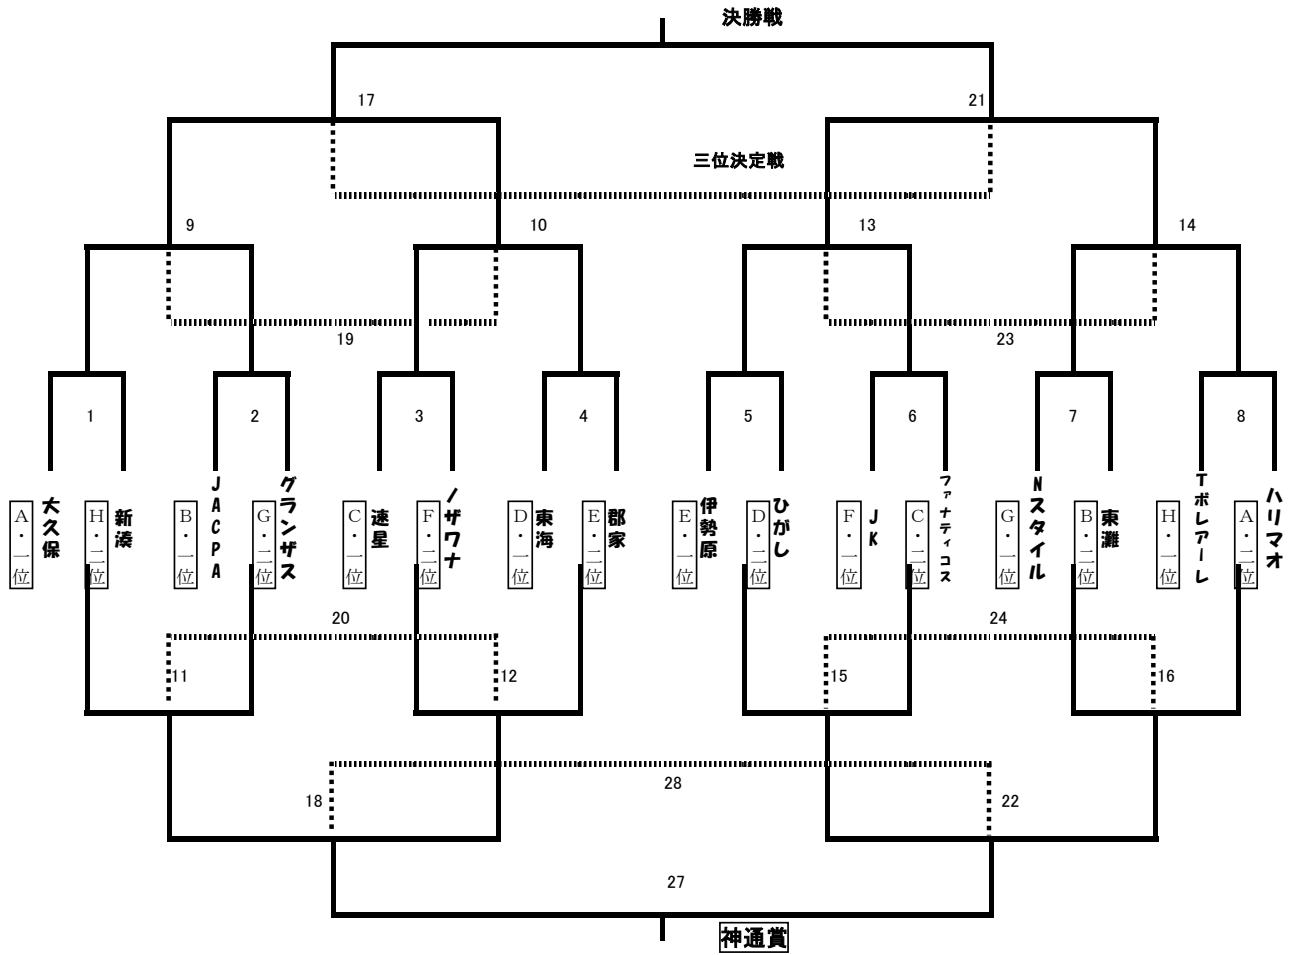 決勝戦
17
21
三位決定戦
9
10
13
14
19
23
1
2
3
4
5
6
7
8
A・一位
大久保
H・二位
新湊
B・一位
JACPA
G・二位
グランザス
C・一位
速星
F・二位
ノザワナ
D・一位
東海
E・二位
郡家
E・一位
伊勢原
D・二位
ひがし
F・一位
JK
C・二位
ファナティコス
G・一位
Nスタイル
B・二位
東灘
H・一位
Tボレアーレ
A・二位
ハリマオ
20
24
11
12
15
16
28
18
22
27
神通賞